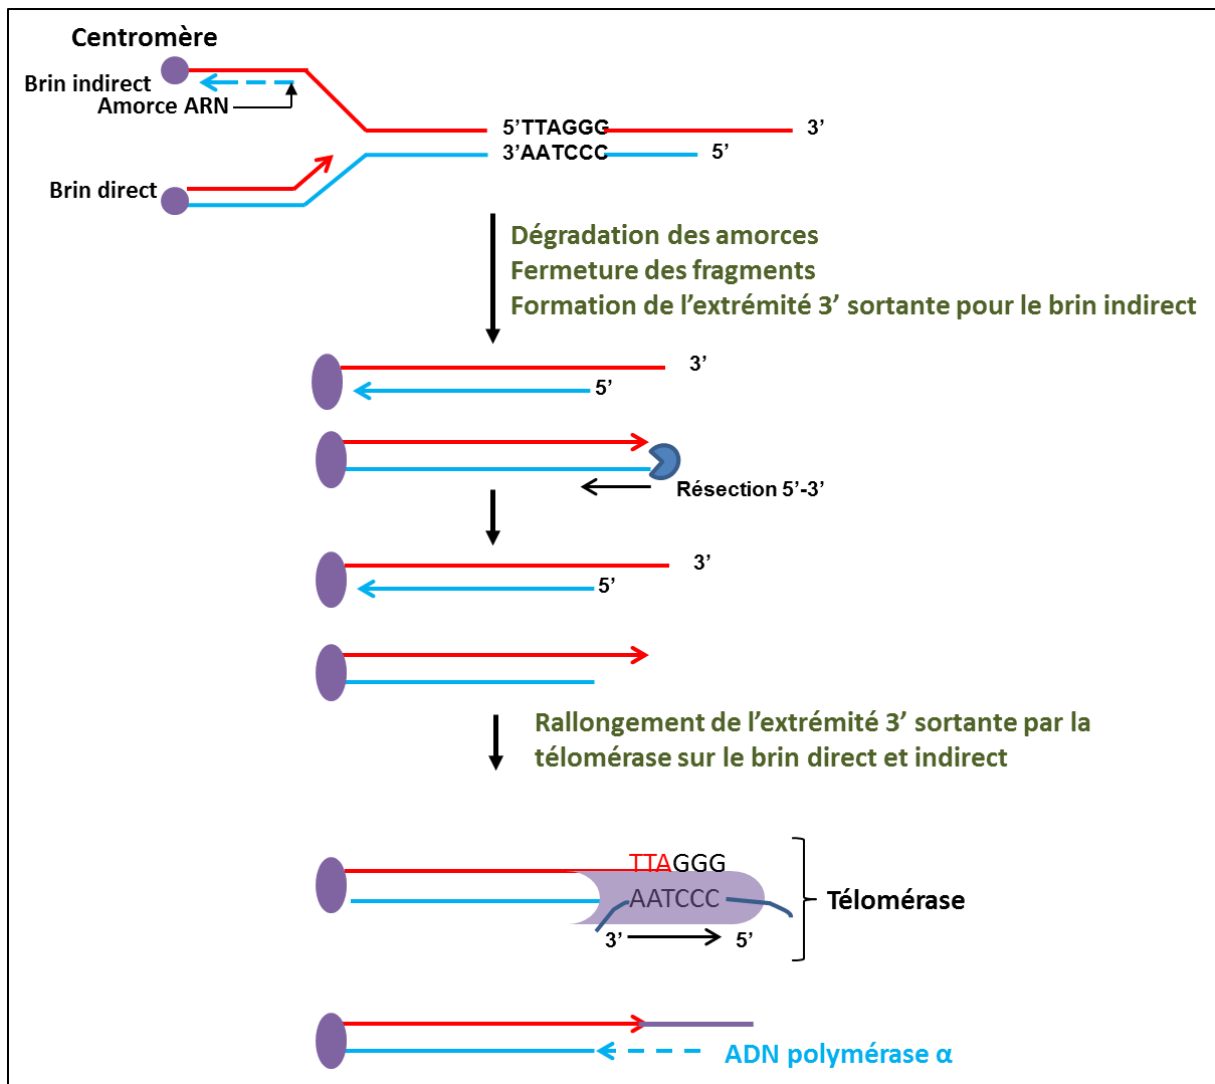 Centromère
Brin indirect
Amorce ARN
5’TTAGGG 3’
3’AATCCC 5’
Brin direct
Dégradation des amorces
Fermeture des fragments
Formation de l’extrémité 3’ sortante pour le brin indirect
3’
5’
Résection 5’-3’
3’
5’
Rallongement de l’extrémité 3’ sortante par la
télomérase sur le brin direct et indirect
TTAGGG
AATCCC
Télomérase
3’ 5’
ADN polymérase α